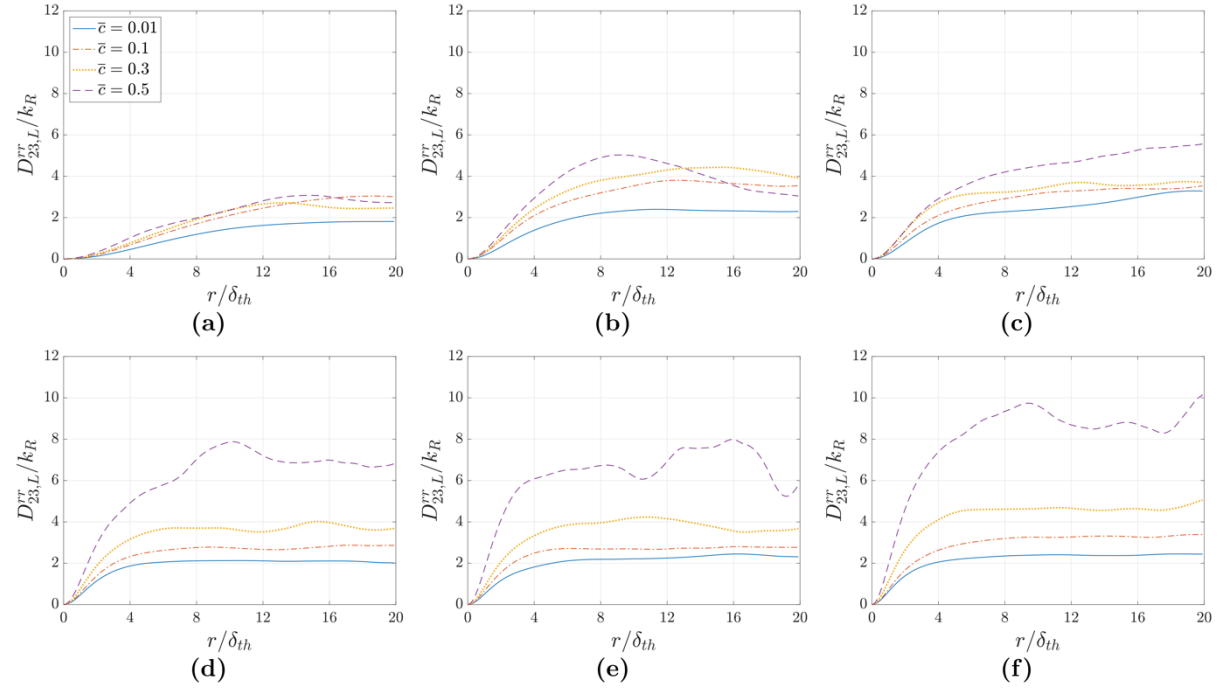 12
10
8
6
4
2
0
D^{rr}_{23,L}/k_R
c̅ = 0.01
c̅ = 0.1
c̅ = 0.3
c̅ = 0.5
0 4 8 12 16 20
r/δ_{th}
(a)
12
10
8
6
4
2
0
D^{rr}_{23,L}/k_R
0 4 8 12 16 20
r/δ_{th}
(b)
12
10
8
6
4
2
0
D^{rr}_{23,L}/k_R
0 4 8 12 16 20
r/δ_{th}
(c)
12
10
8
6
4
2
0
D^{rr}_{23,L}/k_R
0 4 8 12 16 20
r/δ_{th}
(d)
12
10
8
6
4
2
0
D^{rr}_{23,L}/k_R
0 4 8 12 16 20
r/δ_{th}
(e)
12
10
8
6
4
2
0
D^{rr}_{23,L}/k_R
0 4 8 12 16 20
r/δ_{th}
(f)